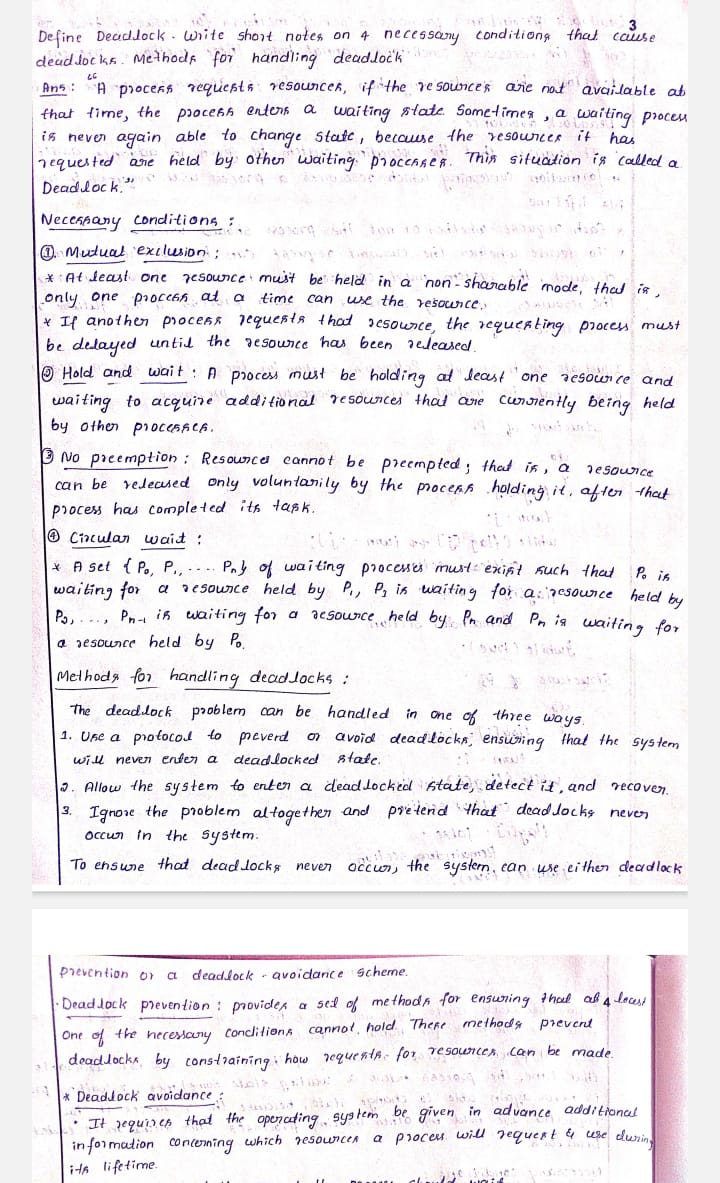 3
Define Deadlock. Write short notes on 4 necessary conditions that cause
deadlocks. Methods for handling deadlock
Ans: "A process requests resources, if the resources are not available at
that time, the process enters a waiting state. Sometimes, a waiting process
is never again able to change state, because the resources it has
requested are held by other waiting processes. This situation is called a
Deadlock."
Necessary conditions:
①. Mutual exclusion:
* At least one resource must be held in a non-sharable mode, that is,
only one process at a time can use the resource.
* If another process requests that resource, the requesting process must
be delayed until the resource has been released.
② Hold and wait: A process must be holding at least one resource and
waiting to acquire additional resources that are currently being held
by other processes.
③ No preemption: Resources cannot be preempted; that is, a resource
can be released only voluntarily by the process holding it, after that
process has completed its task.
④ Circular wait:
* A set {P0, P1, .... Pn} of waiting processes must exist such that P0 is
waiting for a resource held by P1, P2 is waiting for a resource held by
P3, ..., Pn-1 is waiting for a resource held by Pn and Pn is waiting for
a resource held by P0.
Methods for handling deadlocks:
The deadlock problem can be handled in one of three ways.
1. Use a protocol to prevent or avoid deadlocks, ensuring that the system
will never enter a deadlocked state.
2. Allow the system to enter a deadlocked state, detect it, and recover.
3. Ignore the problem altogether and pretend that deadlocks never
occur in the system.
To ensure that deadlocks never occur, the system can use either deadlock
prevention or a deadlock-avoidance scheme.
· Deadlock prevention: provides a set of methods for ensuring that at least
one of the necessary conditions cannot hold. These methods prevent
deadlocks by constraining how requests for resources can be made.
* Deadlock avoidance:
· It requires that the operating system be given in advance additional
information concerning which resources a process will request & use during
its lifetime.